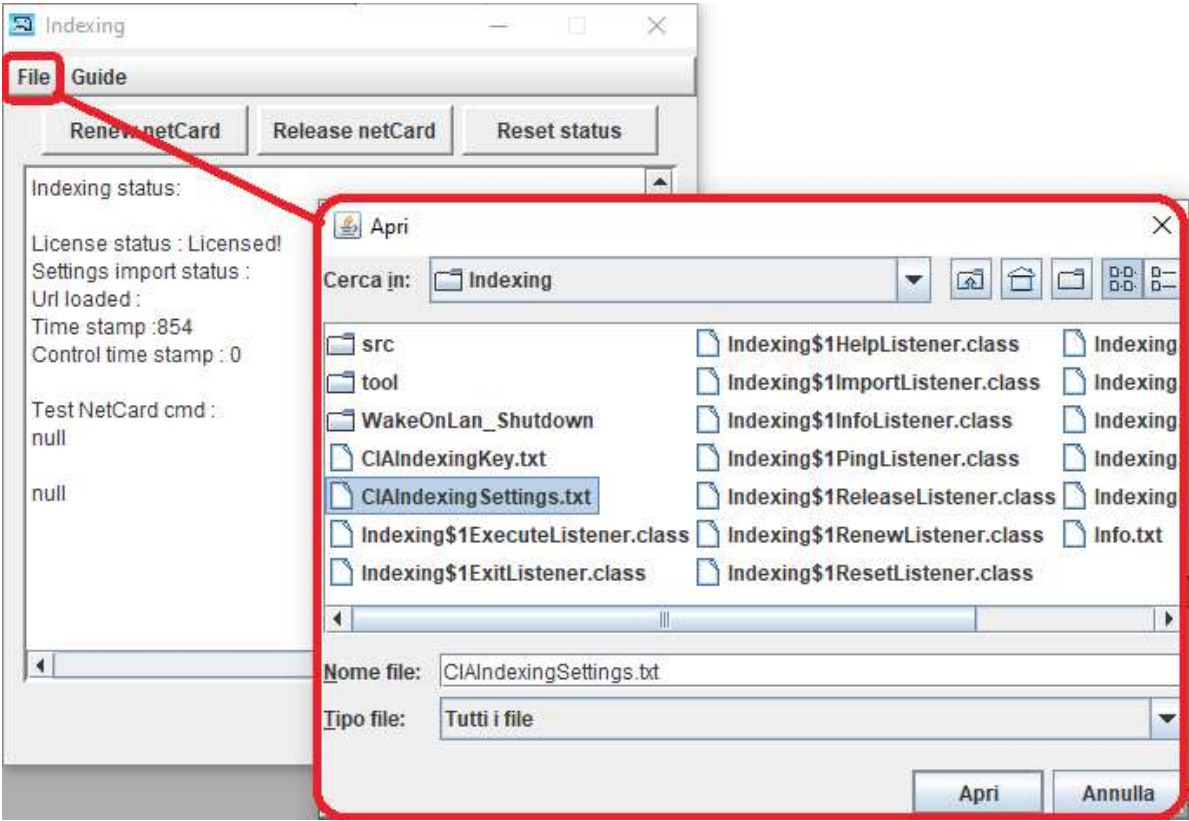 Indexing
File Guide
Renew netCard Release netCard Reset status
Indexing status:
License status : Licensed!
Settings import status :
Url loaded :
Time stamp :854
Control time stamp : 0
Test NetCard cmd :
null
null
Apri
Cerca in: Indexing
src Indexing$1HelpListener.class Indexing
tool Indexing$1ImportListener.class Indexing
WakeOnLan_Shutdown Indexing$1InfoListener.class Indexing
CIAIndexingKey.txt Indexing$1PingListener.class Indexing
CIAIndexingSettings.txt Indexing$1ReleaseListener.class Indexing
Indexing$1ExecuteListener.class Indexing$1RenewListener.class Info.txt
Indexing$1ExitListener.class Indexing$1ResetListener.class
Nome file: CIAIndexingSettings.txt
Tipo file: Tutti i file
Apri Annulla